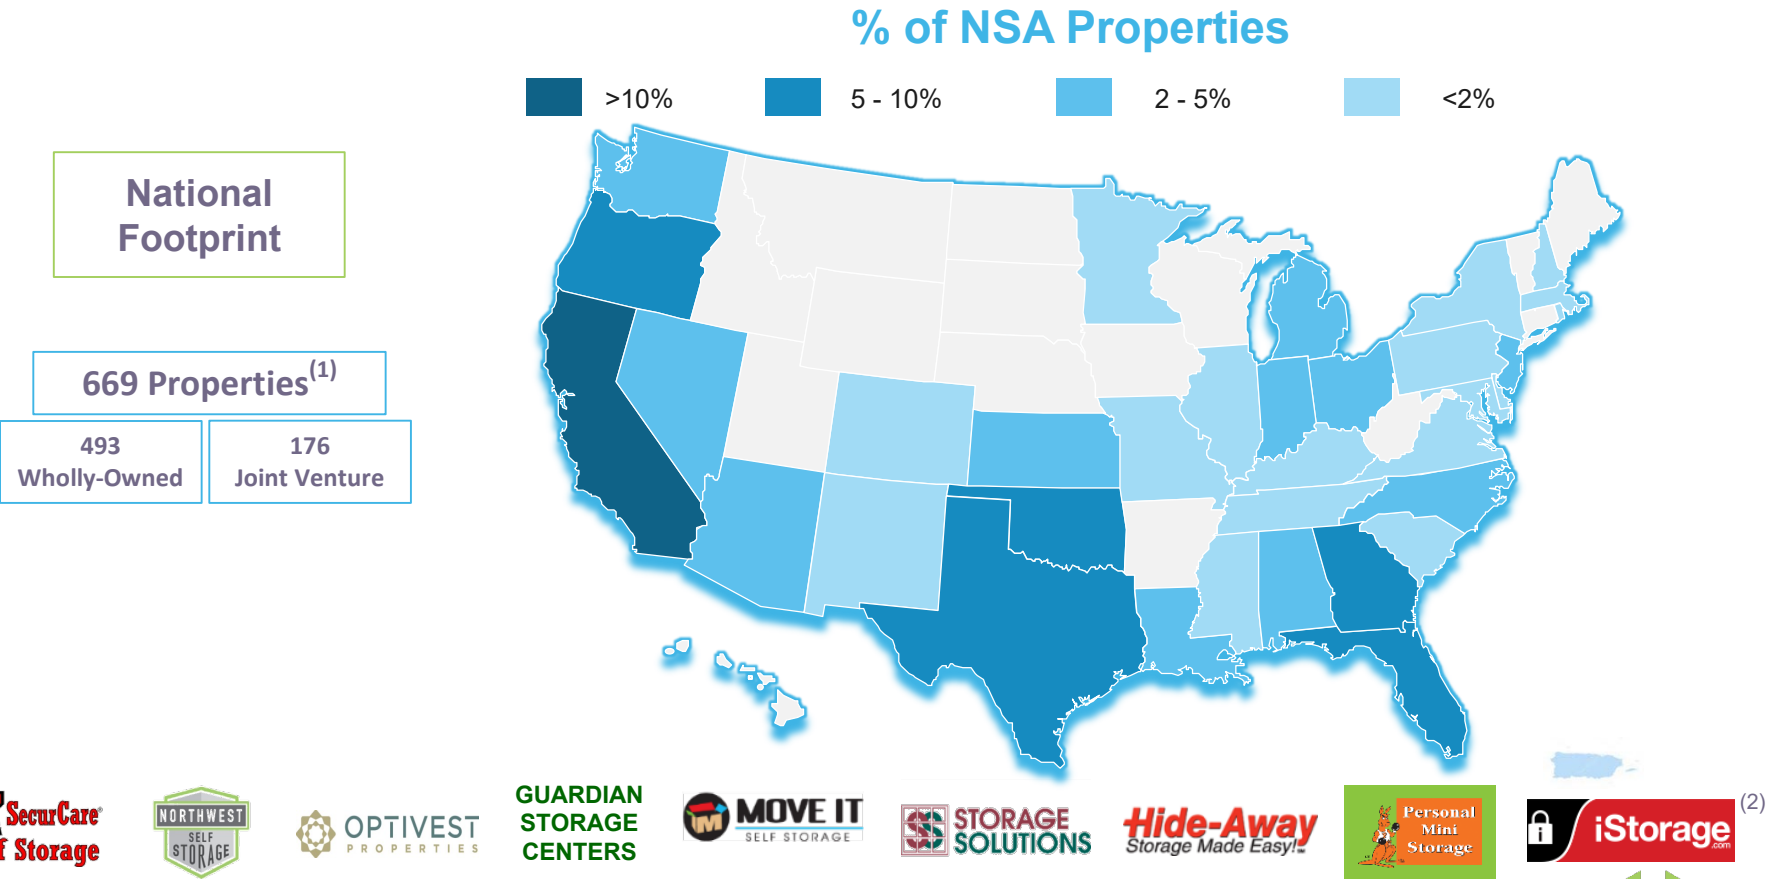 % of NSA Properties
>10%
5 - 10%
2 - 5%
<2%
National
Footprint
669 Properties(1)
493
Wholly-Owned
176
Joint Venture
SecurCare®
f Storage
NORTHWEST
SELF
STORAGE
OPTIVEST
PROPERTIES
GUARDIAN
STORAGE
CENTERS
MOVE IT
SELF STORAGE
STORAGE
SOLUTIONS
Hide-Away
Storage Made Easy!
Personal
Mini
Storage
iStorage
.com
(2)